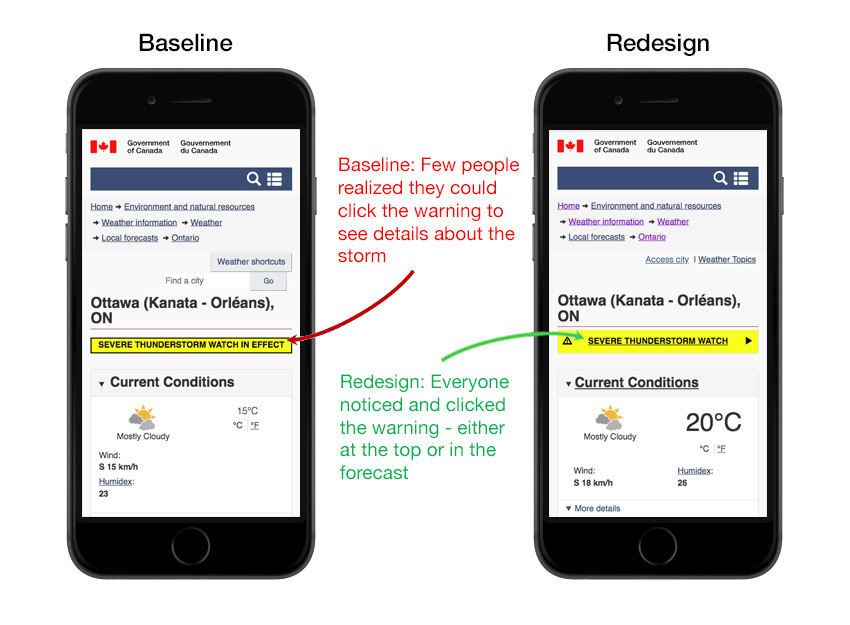 Baseline
Redesign
Government of Canada
Gouvernement du Canada
Home → Environment and natural resources
→ Weather information → Weather
→ Local forecasts → Ontario
Weather shortcuts
Find a city
Go
Ottawa (Kanata - Orléans),
ON
SEVERE THUNDERSTORM WATCH IN EFFECT
▼ Current Conditions
Mostly Cloudy
15°C
°C | °F
Wind:
S 15 km/h
Humidex:
23
Baseline: Few people
realized they could
click the warning to
see details about the
storm
Redesign: Everyone
noticed and clicked
the warning - either
at the top or in the
forecast
Government of Canada
Gouvernement du Canada
Home → Environment and natural resources
→ Weather information → Weather
→ Local forecasts → Ontario
Access city | Weather Topics
Ottawa (Kanata - Orléans),
ON
SEVERE THUNDERSTORM WATCH ▶
▼ Current Conditions
Mostly Cloudy
20°C
°C | °F
Wind:
S 18 km/h
Humidex:
26
▼ More details